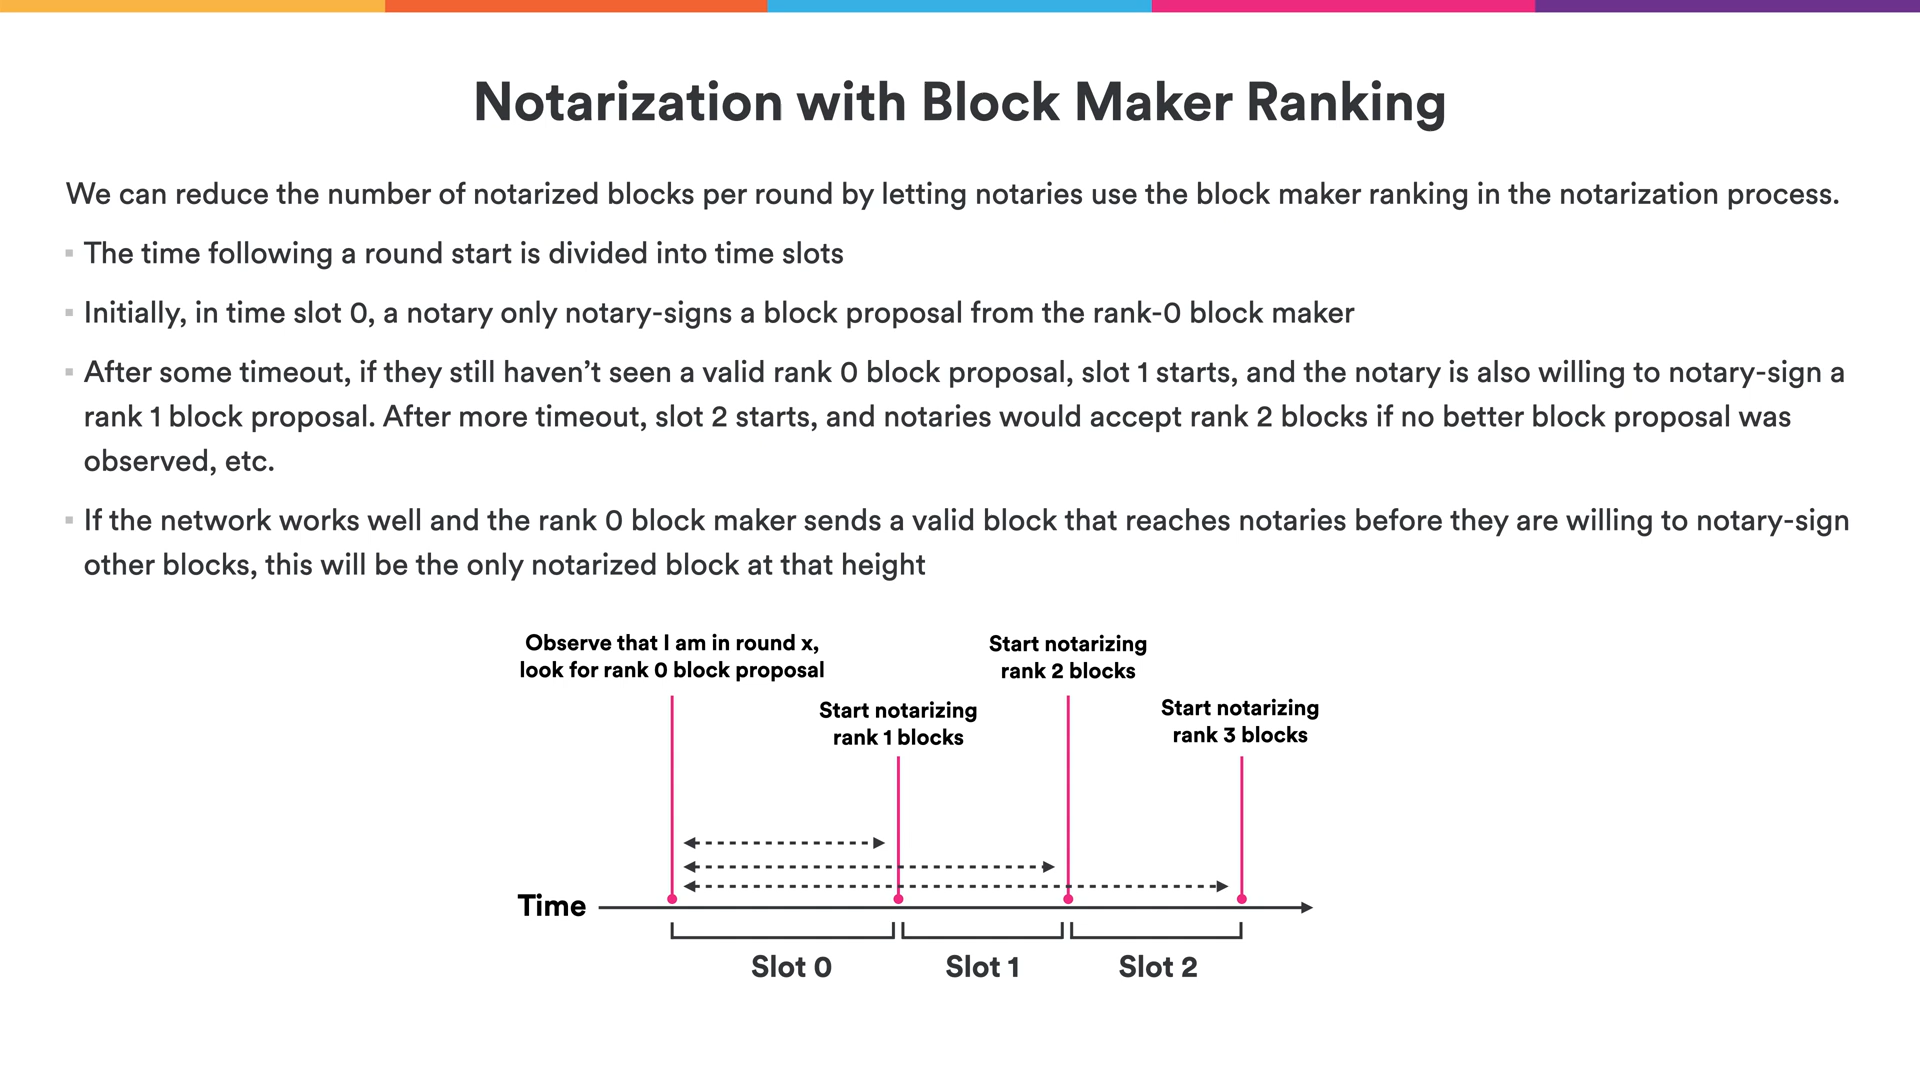 Notarization with Block Maker Ranking
We can reduce the number of notarized blocks per round by letting notaries use the block maker ranking in the notarization process.
▪ The time following a round start is divided into time slots
▪ Initially, in time slot 0, a notary only notary-signs a block proposal from the rank-0 block maker
▪ After some timeout, if they still haven’t seen a valid rank 0 block proposal, slot 1 starts, and the notary is also willing to notary-sign a
rank 1 block proposal. After more timeout, slot 2 starts, and notaries would accept rank 2 blocks if no better block proposal was
observed, etc.
▪ If the network works well and the rank 0 block maker sends a valid block that reaches notaries before they are willing to notary-sign
other blocks, this will be the only notarized block at that height
Observe that I am in round x,
look for rank 0 block proposal
Start notarizing
rank 1 blocks
Start notarizing
rank 2 blocks
Start notarizing
rank 3 blocks
Time
Slot 0
Slot 1
Slot 2